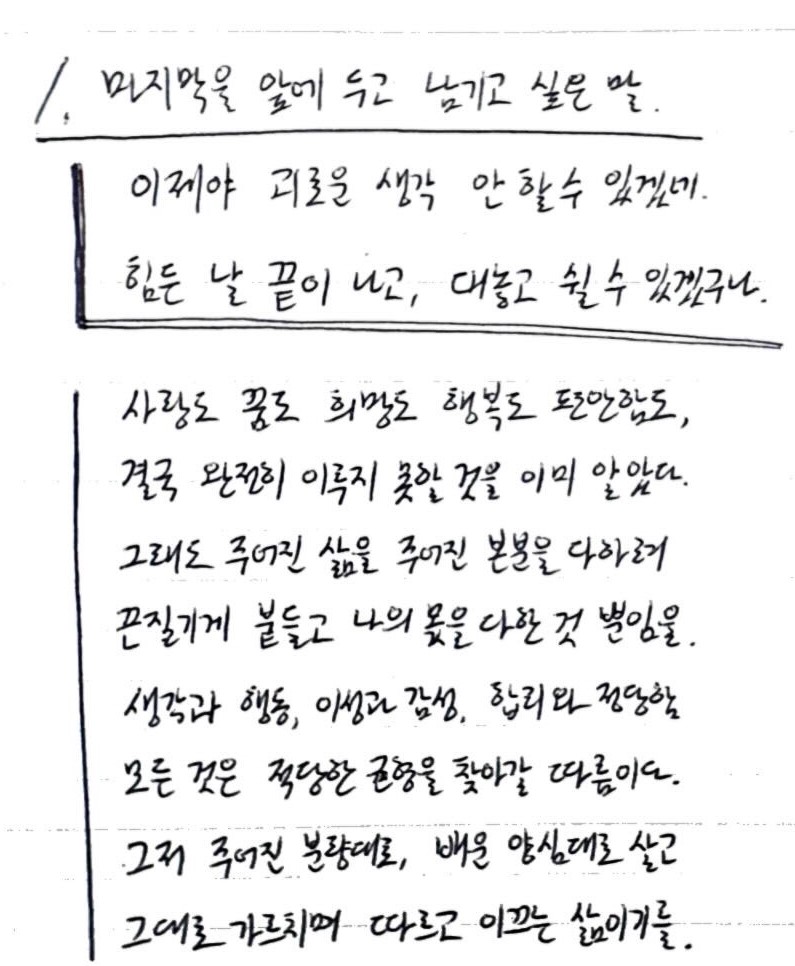 1. 마지막을 앞에 두고 남기고 싶은 말.
이제야 괴로운 생각 안 할 수 있겠네.
힘든 날 끝이 나고, 대놓고 쉴 수 있겠구나.
사랑도 꿈도 희망도 행복도 편안함도,
결국 완전히 이루지 못할 것을 이미 알았다.
그래도 주어진 삶을 주어진 본분을 다하려
끈질기게 붙들고 나의 몫을 다한 것 뿐임을.
생각과 행동, 이성과 감성, 합리와 정당함
모든 것은 적당한 균형을 찾아갈 따름이다.
그저 주어진 분량대로, 배운 양심대로 살고
그대로 가르치며 따르고 이끄는 삶이기를.